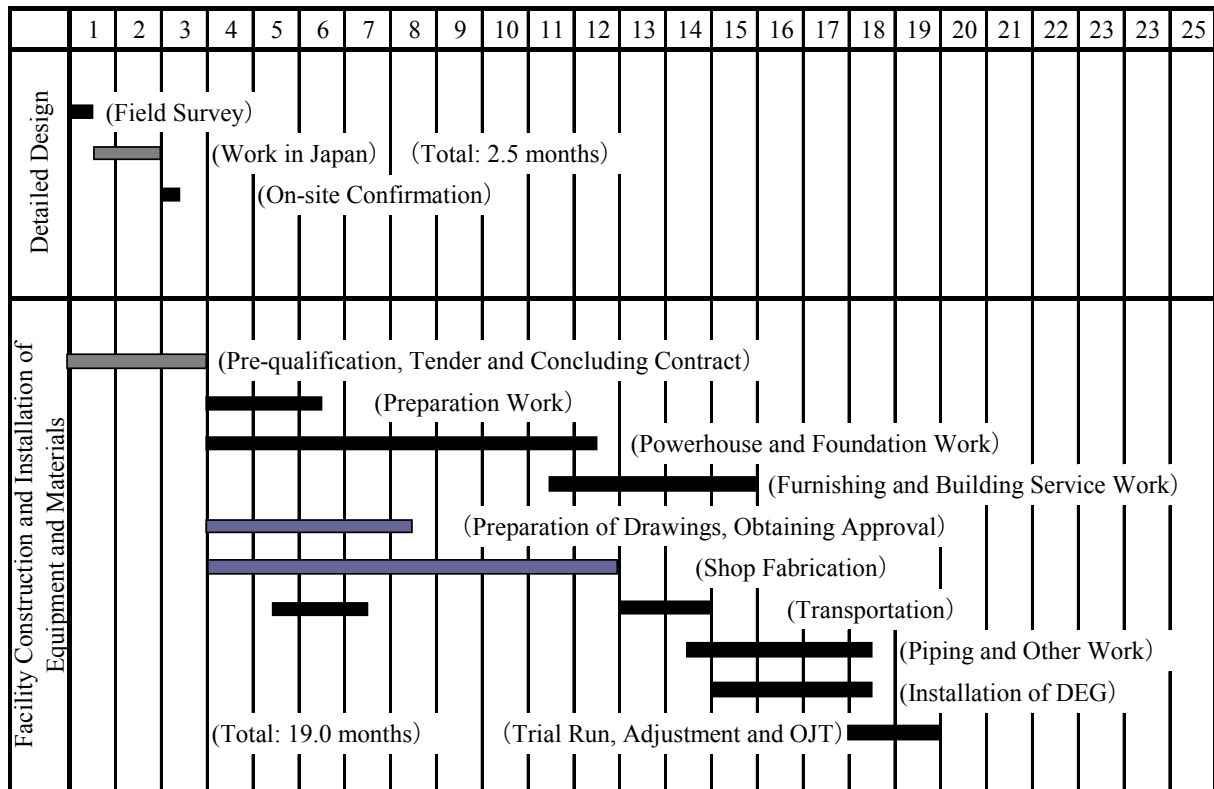 1 2 3 4 5 6 7 8 9 10 11 12 13 14 15 16 17 18 19 20 21 22 23 23 25
Detailed Design
(Field Survey）
(Work in Japan） （Total: 2.5 months）
(On-site Confirmation）
Facility Construction and Installation of
Equipment and Materials
(Pre-qualification, Tender and Concluding Contract）
(Preparation Work）
(Powerhouse and Foundation Work）
(Furnishing and Building Service Work）
（Preparation of Drawings, Obtaining Approval）
（Shop Fabrication）
(Transportation）
(Piping and Other Work）
(Installation of DEG）
(Total: 19.0 months） （Trial Run, Adjustment and OJT）